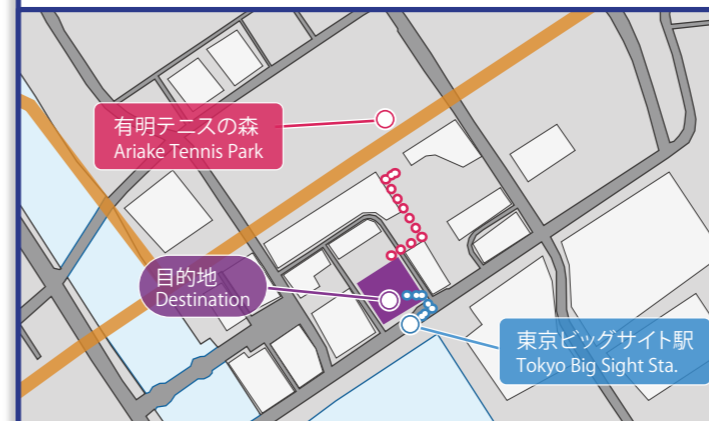 有明テニスの森
Ariake Tennis Park
目的地
Destination
東京ビッグサイト駅
Tokyo Big Sight Sta.